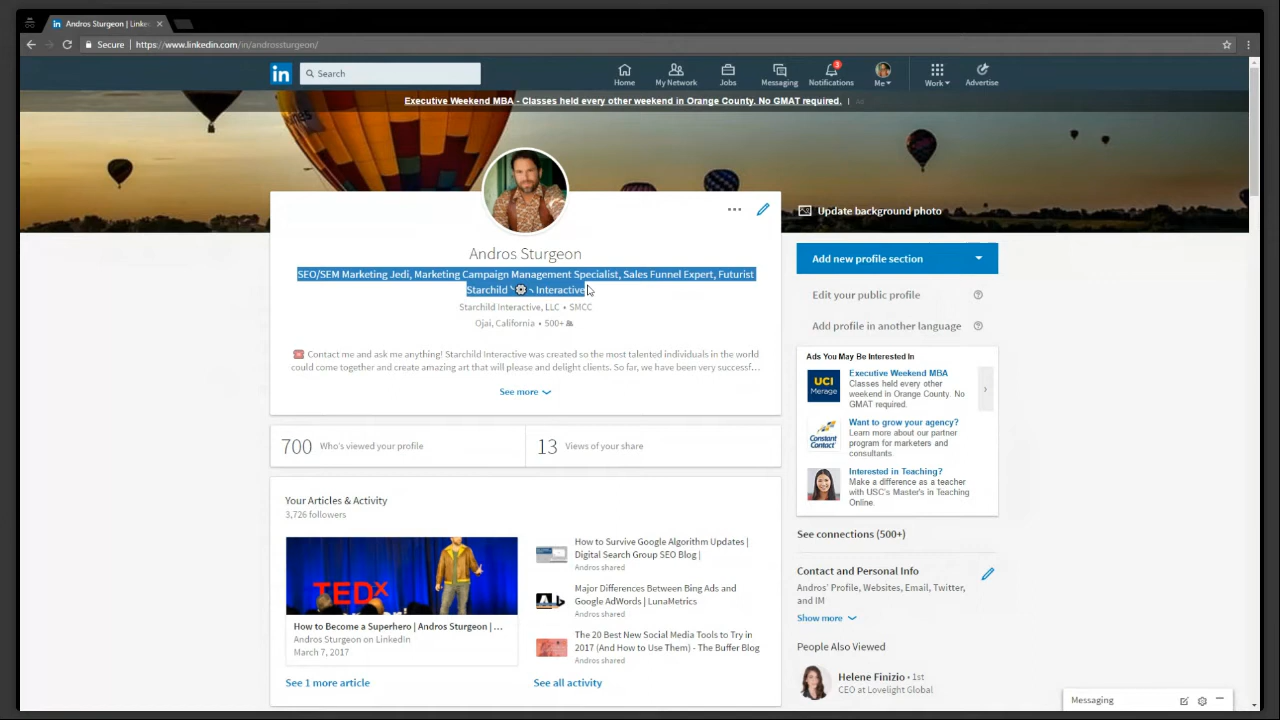 Andros Sturgeon | Linke
Secure
https://www.linkedin.com/in/androssturgeon/
in
Search
Home
My Network
Jobs
Messaging
3
Notifications
Me
Work
Advertise
Executive Weekend MBA - Classes held every other weekend in Orange County. No GMAT required. | Ad
Update background photo
Andros Sturgeon
SEO/SEM Marketing Jedi, Marketing Campaign Management Specialist, Sales Funnel Expert, Futurist
Starchild Interactive
Starchild Interactive, LLC • SMCC
Ojai, California • 500+
Contact me and ask me anything! Starchild Interactive was created so the most talented individuals in the world
could come together and create amazing art that will please and delight clients. So far, we have been very successf...
See more
700 Who's viewed your profile
13 Views of your share
Your Articles & Activity
3,726 followers
TEDx
How to Become a Superhero | Andros Sturgeon | ...
Andros Sturgeon on LinkedIn
March 7, 2017
See 1 more article
How to Survive Google Algorithm Updates |
Digital Search Group SEO Blog |
Andros shared
Major Differences Between Bing Ads and
Google AdWords | LunaMetrics
Andros shared
The 20 Best New Social Media Tools to Try in
2017 (And How to Use Them) - The Buffer Blog
Andros shared
See all activity
Add new profile section
Edit your public profile
Add profile in another language
Ads You May Be Interested In
UCI
Merage
Executive Weekend MBA
Classes held every other
weekend in Orange County. No
GMAT required.
Constant
Contact
Want to grow your agency?
Learn more about our partner
program for marketers and
consultants.
Interested in Teaching?
Make a difference as a teacher
with USC's Master's in Teaching
Online.
See connections (500+)
Contact and Personal Info
Andros' Profile, Websites, Email, Twitter,
and IM
Show more
People Also Viewed
Helene Finizio • 1st
CEO at Lovelight Global
Messaging